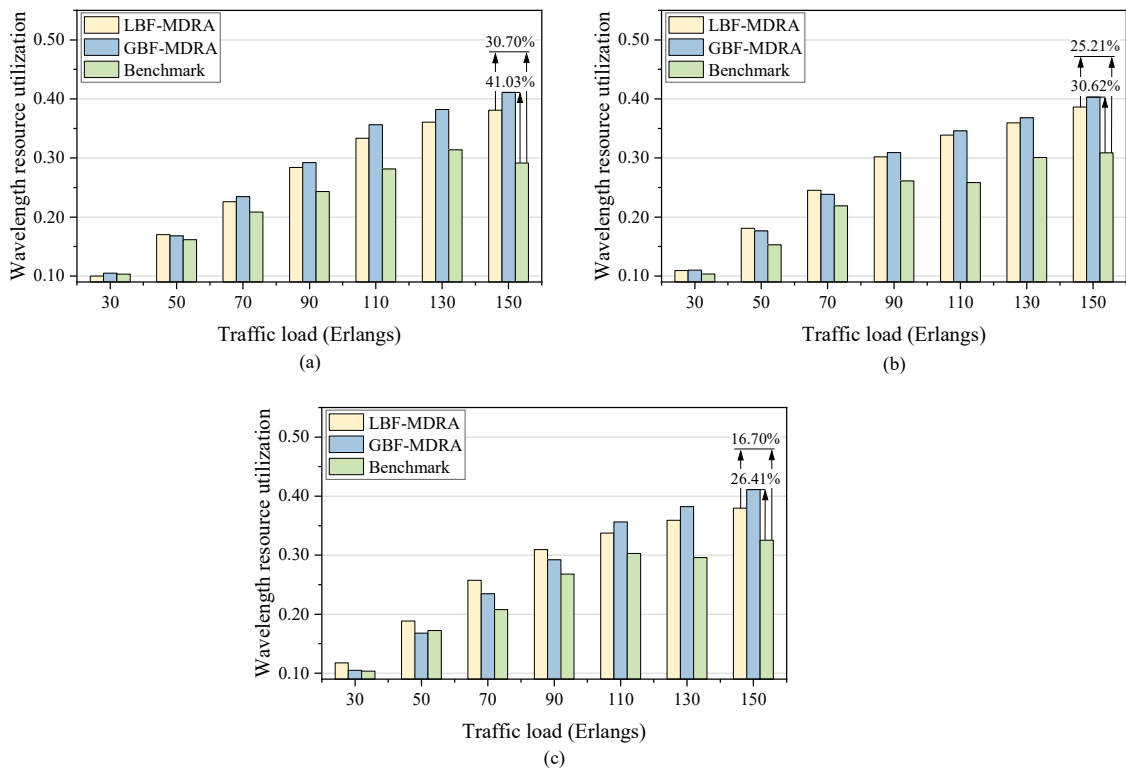 (a)
LBF-MDRA
GBF-MDRA
Benchmark
30.70%
41.03%
Wavelength resource utilization
0.50
0.40
0.30
0.20
0.10
30 50 70 90 110 130 150
Traffic load (Erlangs)
(a)
LBF-MDRA
GBF-MDRA
Benchmark
25.21%
30.62%
Wavelength resource utilization
0.50
0.40
0.30
0.20
0.10
30 50 70 90 110 130 150
Traffic load (Erlangs)
(b)
LBF-MDRA
GBF-MDRA
Benchmark
16.70%
26.41%
Wavelength resource utilization
0.50
0.40
0.30
0.20
0.10
30 50 70 90 110 130 150
Traffic load (Erlangs)
(c)